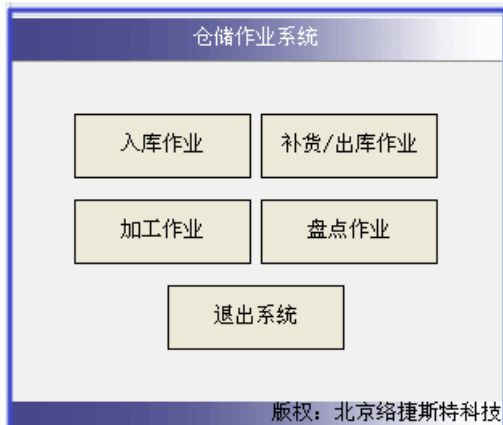 仓储作业系统
入库作业 补货/出库作业
加工作业 盘点作业
退出系统
版权：北京络捷斯特科技